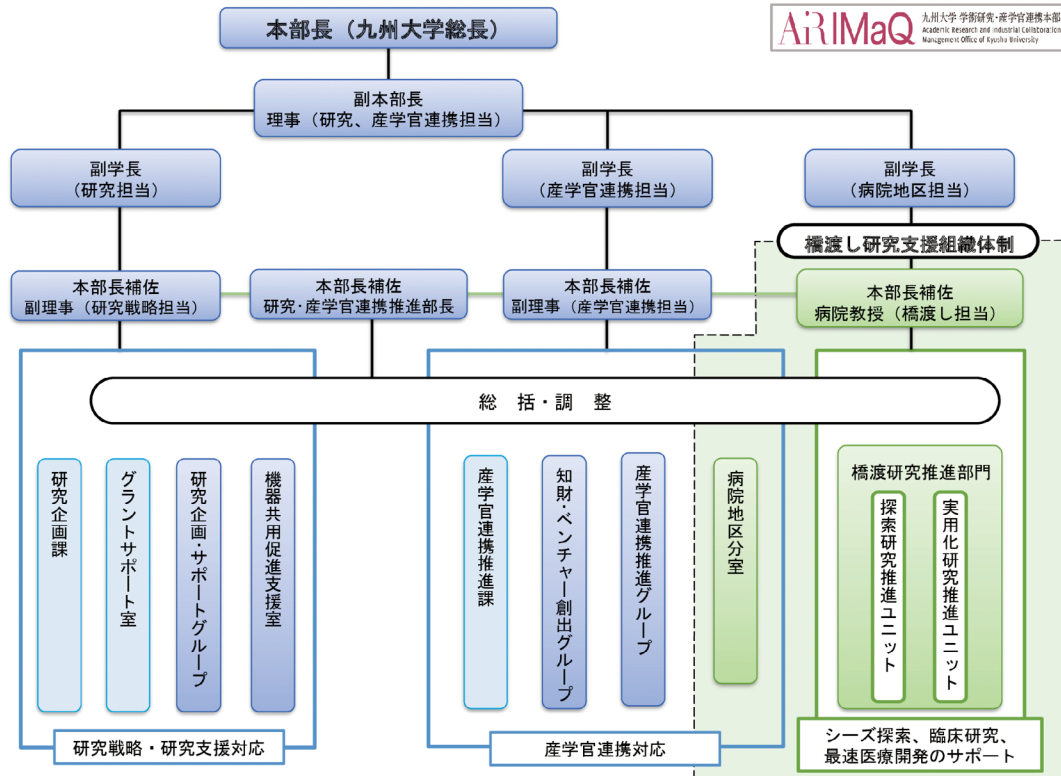 本部長（九州大学総長）
AiRIMaQ
九州大学 学術研究・産学官連携本部
Academic Research and Industrial Collaboration
Management Office of Kyushu University
副本部長
理事（研究、産学官連携担当）
副学長
（研究担当）
副学長
（産学官連携担当）
副学長
（病院地区担当）
橋渡し研究支援組織体制
本部長補佐
副理事（研究戦略担当）
本部長補佐
研究・産学官連携推進部長
本部長補佐
副理事（産学官連携担当）
本部長補佐
病院教授（橋渡し担当）
総 括・調 整
研究企画課
グラントサポート室
研究企画・サポートグループ
機器共用促進支援室
産学官連携推進課
知財・ベンチャー創出グループ
産学官連携推進グループ
病院地区分室
橋渡研究推進部門
探索研究推進ユニット
実用化研究推進ユニット
研究戦略・研究支援対応
産学官連携対応
シーズ探索、臨床研究、
最速医療開発のサポート